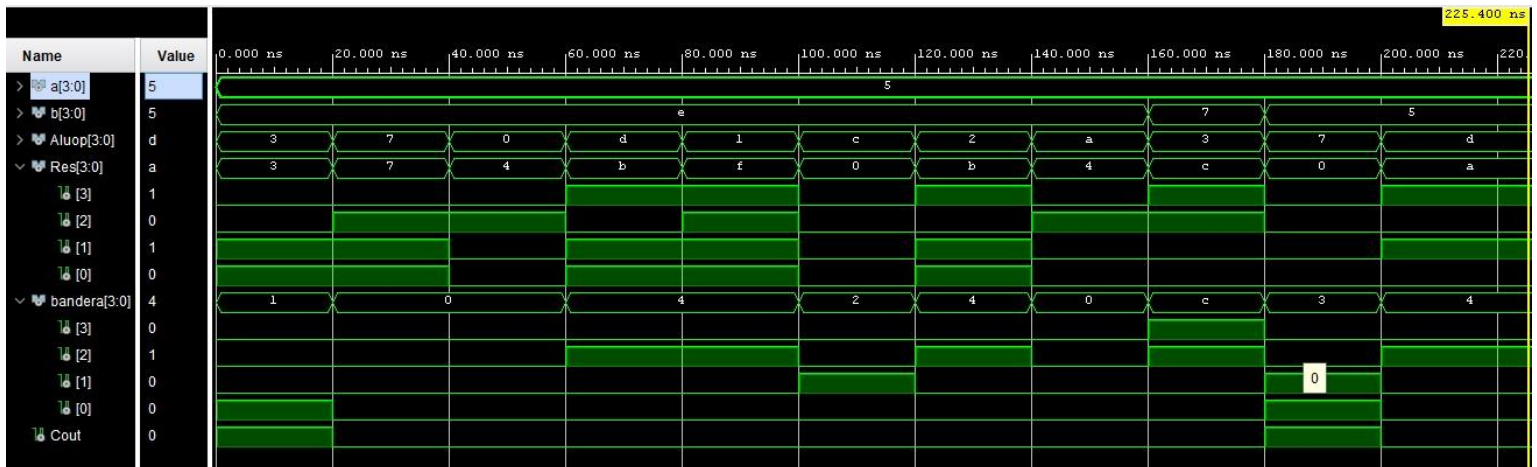 225.400 ns
Name Value 0.000 ns 20.000 ns 40.000 ns 60.000 ns 80.000 ns 100.000 ns 120.000 ns 140.000 ns 160.000 ns 180.000 ns 200.000 ns 220
a[3:0] 5 5
b[3:0] 5 e 7 5
Aluop[3:0] d 3 7 0 d 1 c 2 a 3 7 d
Res[3:0] a 3 7 4 b f 0 b 4 c 0 a
[3] 1
[2] 0
[1] 1
[0] 0
bandera[3:0] 4 1 0 4 2 4 0 c 3 4
[3] 0
[2] 1
[1] 0 0
[0] 0
Cout 0